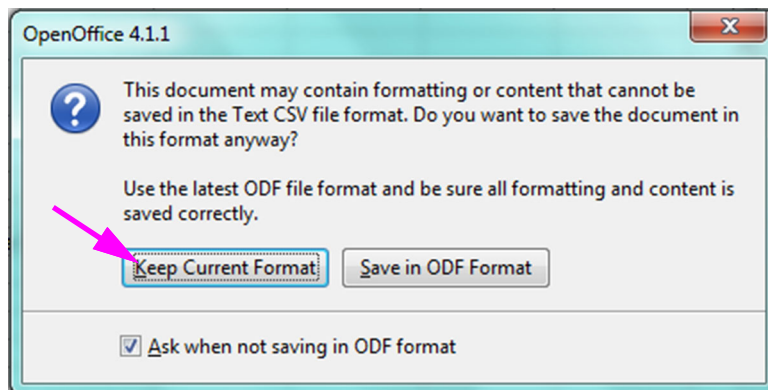 OpenOffice 4.1.1
This document may contain formatting or content that cannot be
saved in the Text CSV file format. Do you want to save the document in
this format anyway?
Use the latest ODF file format and be sure all formatting and content is
saved correctly.
Keep Current Format Save in ODF Format
Ask when not saving in ODF format